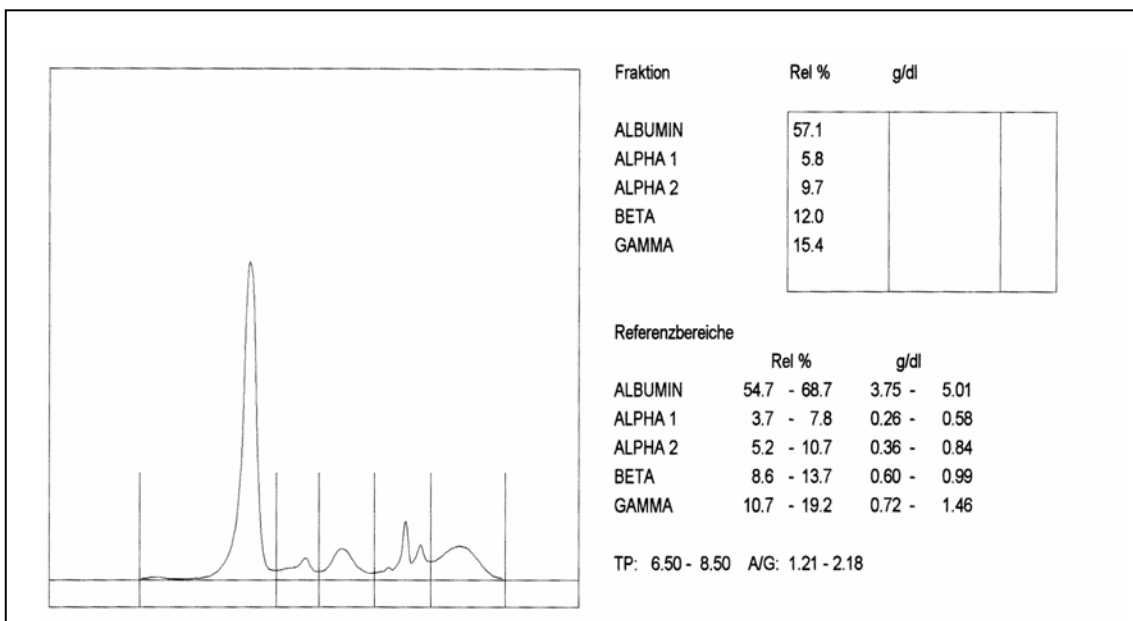 Fraktion Rel % g/dl
ALBUMIN 57.1
ALPHA 1 5.8
ALPHA 2 9.7
BETA 12.0
GAMMA 15.4
Referenzbereiche
Rel % g/dl
ALBUMIN 54.7 - 68.7 3.75 - 5.01
ALPHA 1 3.7 - 7.8 0.26 - 0.58
ALPHA 2 5.2 - 10.7 0.36 - 0.84
BETA 8.6 - 13.7 0.60 - 0.99
GAMMA 10.7 - 19.2 0.72 - 1.46
TP: 6.50 - 8.50 A/G: 1.21 - 2.18